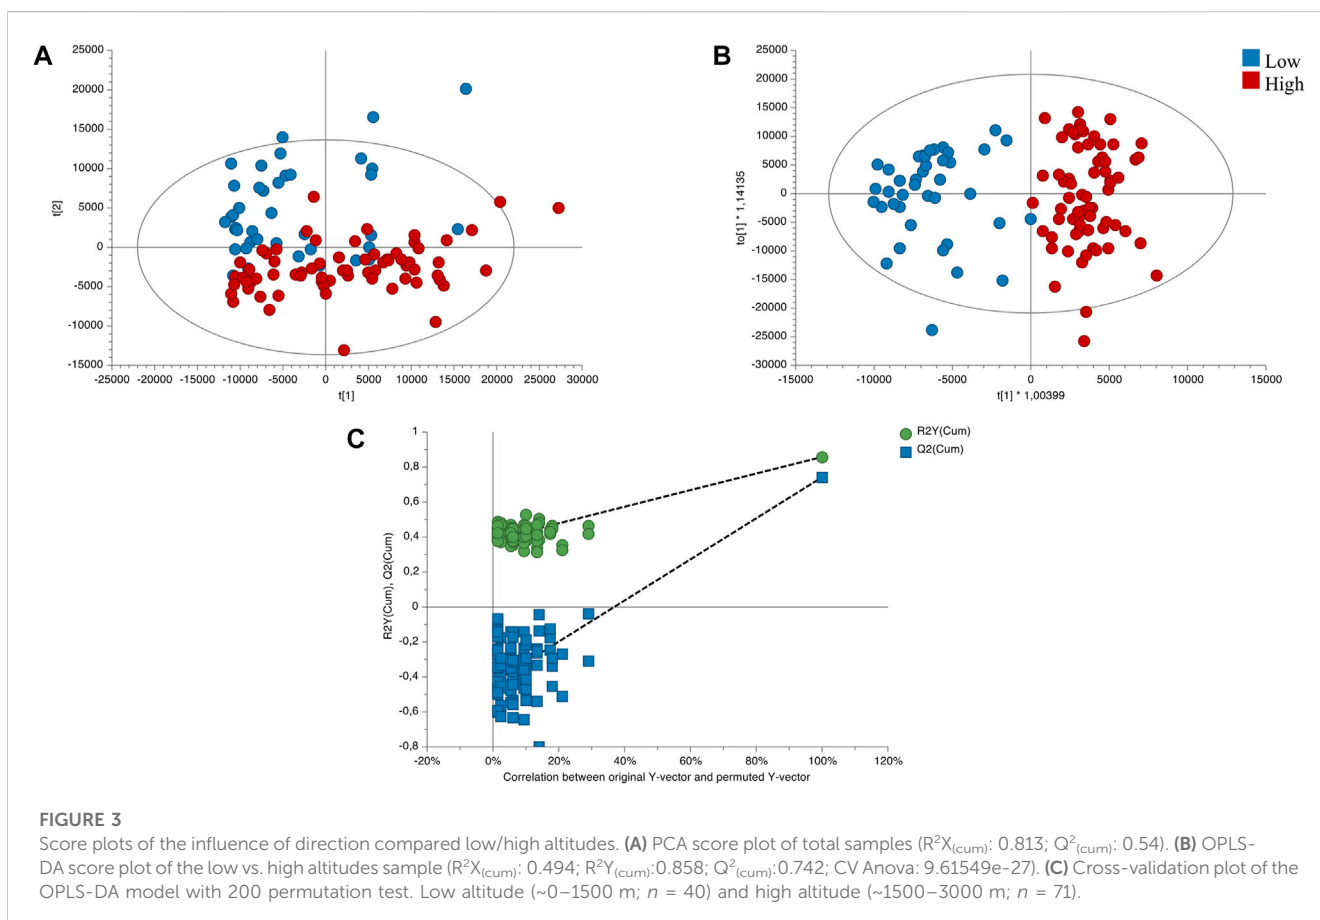 A
25000
20000
15000
10000
5000
0
-5000
-10000
-15000
t[2]
-25000 -20000 -15000 -10000 -5000 0 5000 10000 15000 20000 25000 30000
t[1]
B
25000
20000
15000
10000
5000
0
-5000
-10000
-15000
-20000
-25000
-30000
to[1] * 1,14135
-15000 -10000 -5000 0 5000 10000 15000
t[1] * 1,00399
Low
High
C
1
0,8
0,6
0,4
0,2
0
-0,2
-0,4
-0,6
-0,8
R2Y(Cum), Q2(Cum)
-20% 0% 20% 40% 60% 80% 100% 120%
Correlation between original Y-vector and permuted Y-vector
R2Y(Cum)
Q2(Cum)
FIGURE 3
Score plots of the influence of direction compared low/high altitudes. (A) PCA score plot of total samples (R²X(cum): 0.813; Q²(cum): 0.54). (B) OPLS-
DA score plot of the low vs. high altitudes sample (R²X(cum): 0.494; R²Y(cum):0.858; Q²(cum):0.742; CV Anova: 9.61549e-27). (C) Cross-validation plot of the
OPLS-DA model with 200 permutation test. Low altitude (~0–1500 m; n = 40) and high altitude (~1500–3000 m; n = 71).